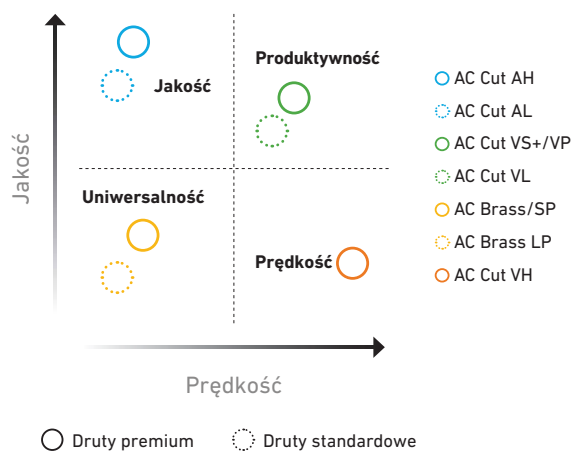 Produktywność
Jakość
Jakość
Uniwersalność
Prędkość
Prędkość
AC Cut AH
AC Cut AL
AC Cut VS+/VP
AC Cut VL
AC Brass/SP
AC Brass LP
AC Cut VH
Druty premium
Druty standardowe